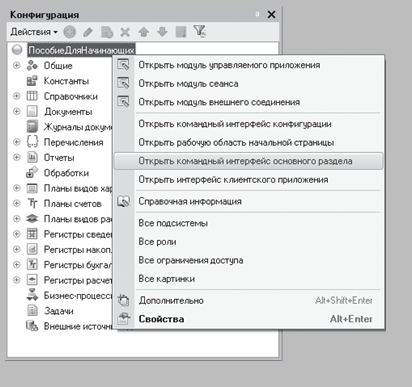 Конфигурация
Действия
ПособиеДляНачинающих
Общие
Константы
Справочники
Документы
Журналы докуме
Перечисления
Отчеты
Обработки
Планы видов хар
Планы счетов
Планы видов рас
Регистры сведен
Регистры накоп.
Регистры бухгал
Регистры расчет
Бизнес-процессе
Задачи
Внешние источни
Открыть модуль управляемого приложения
Открыть модуль сеанса
Открыть модуль внешнего соединения
Открыть командный интерфейс конфигурации
Открыть рабочую область начальной страницы
Открыть командный интерфейс основного раздела
Открыть интерфейс клиентского приложения
Справочная информация
Все подсистемы
Все роли
Все ограничения доступа
Все картинки
Дополнительно Alt+Shift+Enter
Свойства Alt+Enter